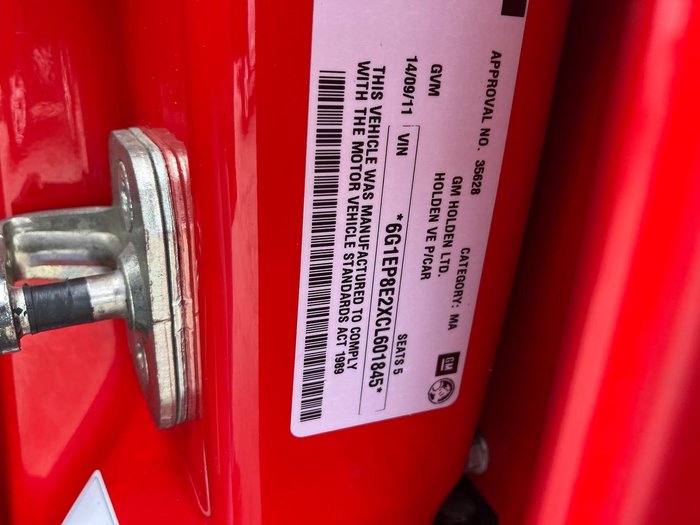 APPROVAL NO. 35628 CATEGORY: MA
GM HOLDEN LTD.
HOLDEN VE P/CAR
GVM SEATS 5
14/09/11 VIN *6G1EP8E2XCL601845*
THIS VEHICLE WAS MANUFACTURED TO COMPLY
WITH THE MOTOR VEHICLE STANDARDS ACT 1989
GM